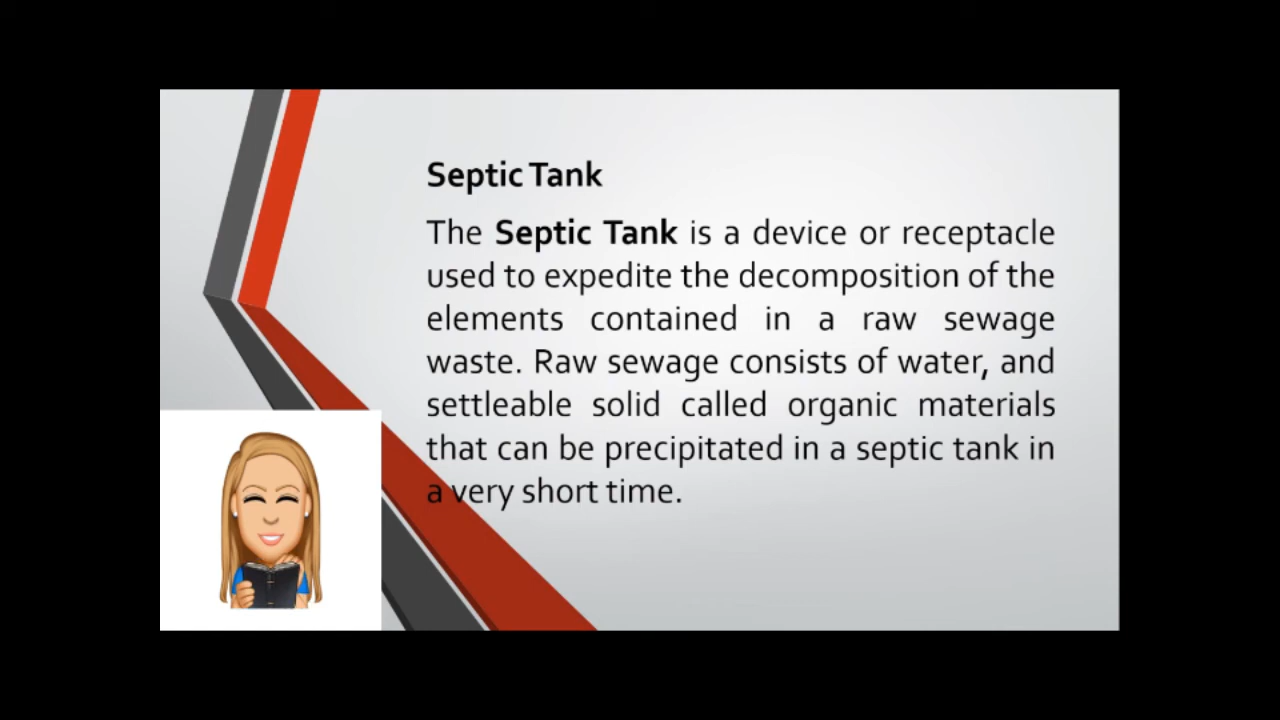 Septic Tank
The Septic Tank is a device or receptacle
used to expedite the decomposition of the
elements contained in a raw sewage
waste. Raw sewage consists of water, and
settleable solid called organic materials
that can be precipitated in a septic tank in
a very short time.